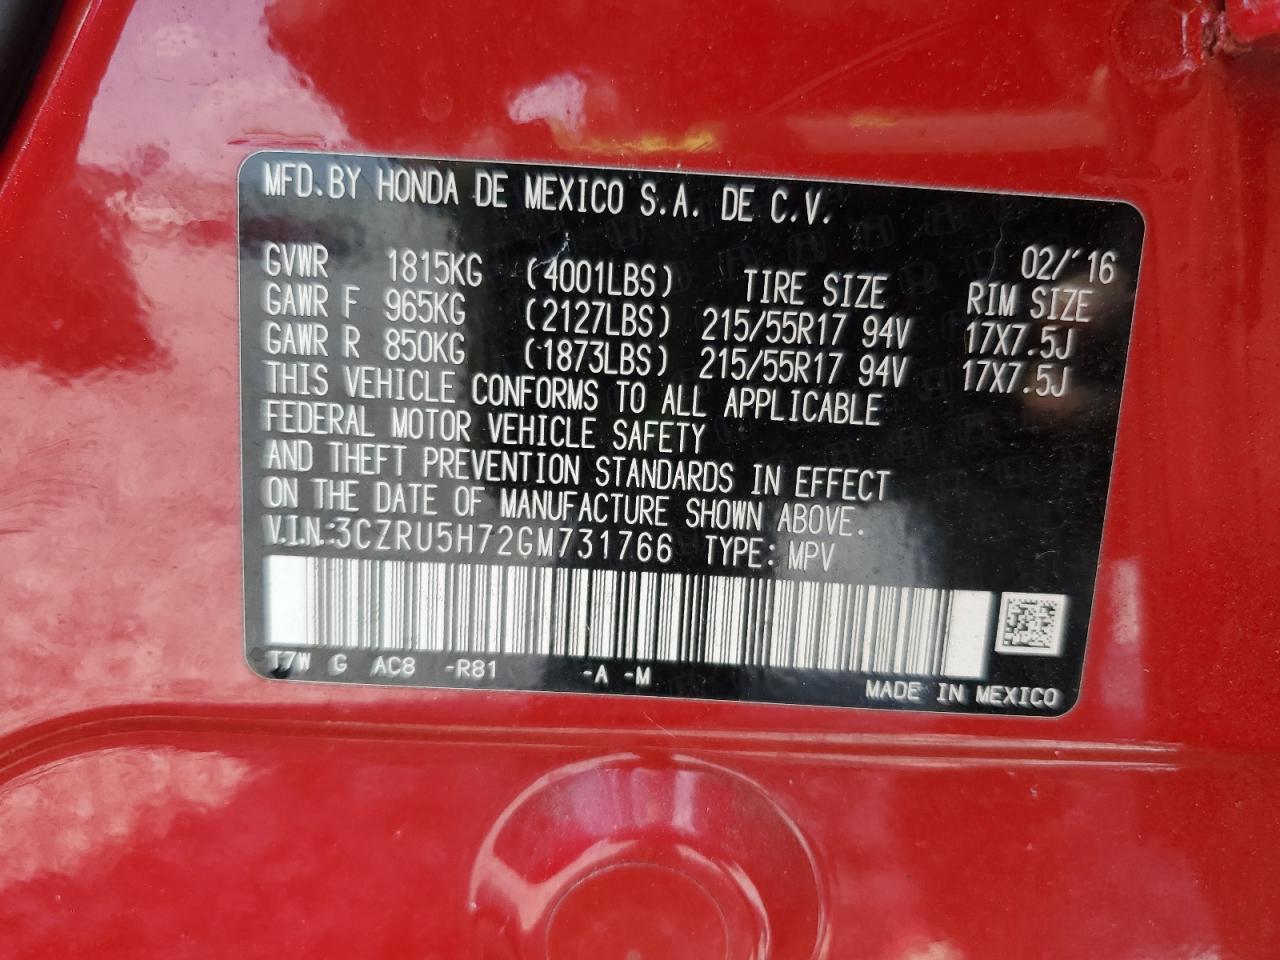 MFD.BY HONDA DE MEXICO S.A. DE C.V.
02/'16
GVWR 1815KG (4001LBS) TIRE SIZE RIM SIZE
GAWR F 965KG (2127LBS) 215/55R17 94V 17X7.5J
GAWR R 850KG (1873LBS) 215/55R17 94V 17X7.5J
THIS VEHICLE CONFORMS TO ALL APPLICABLE
FEDERAL MOTOR VEHICLE SAFETY
AND THEFT PREVENTION STANDARDS IN EFFECT
ON THE DATE OF MANUFACTURE SHOWN ABOVE.
V.I.N.:3CZRU5H72GM731766 TYPE: MPV
T7W G AC8 -R81 -A -M
MADE IN MEXICO